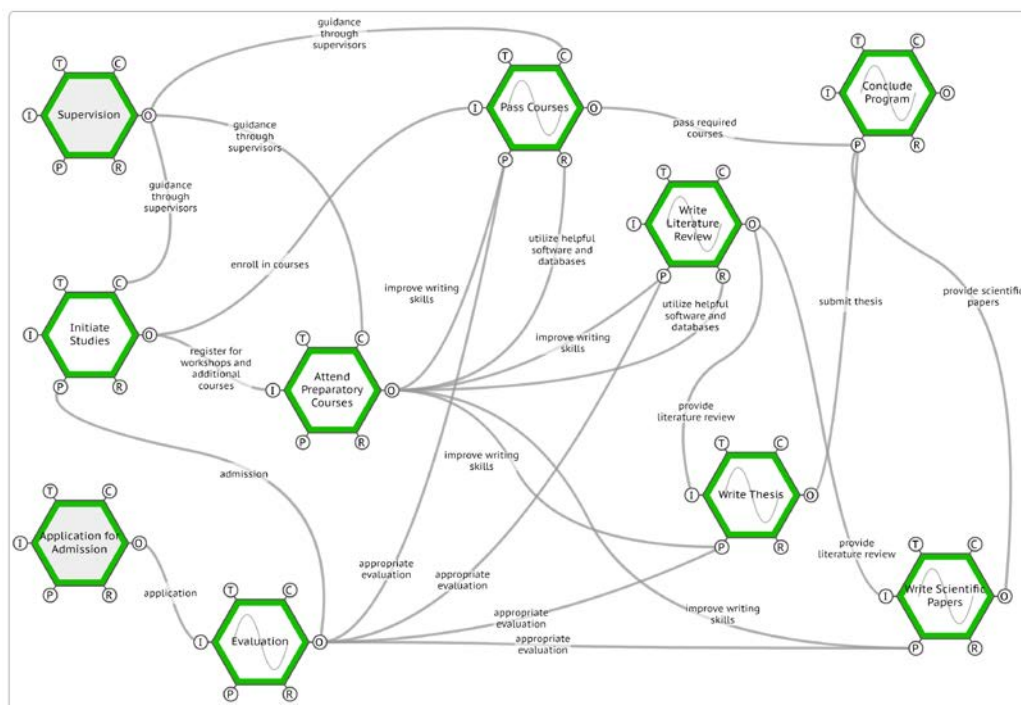 guidance
through
supervisors
T
C
Supervision
I
O
P
R
T
C
Pass Courses
I
O
P
R
T
C
Conclude
Program
I
O
P
R
guidance
through
supervisors
pass required
courses
guidance
through
supervisors
T
C
Write
Literature
Review
I
O
P
R
enroll in courses
utilize helpful
software and
databases
improve writing
skills
T
C
Initiate
Studies
I
O
P
R
register for
workshops and
additional
courses
T
C
Attend
Preparatory
Courses
I
O
P
R
improve writing
skills
utilize helpful
software and
databases
submit thesis
provide scientific
papers
provide
literature review
improve writing
skills
admission
T
C
Write Thesis
I
O
P
R
T
C
Application for
Admission
I
O
P
R
application
appropriate
evaluation
appropriate
evaluation
provide
literature review
T
C
Write Scientific
Papers
I
O
P
R
appropriate
evaluation
improve writing
skills
T
C
Evaluation
I
O
P
R
appropriate
evaluation